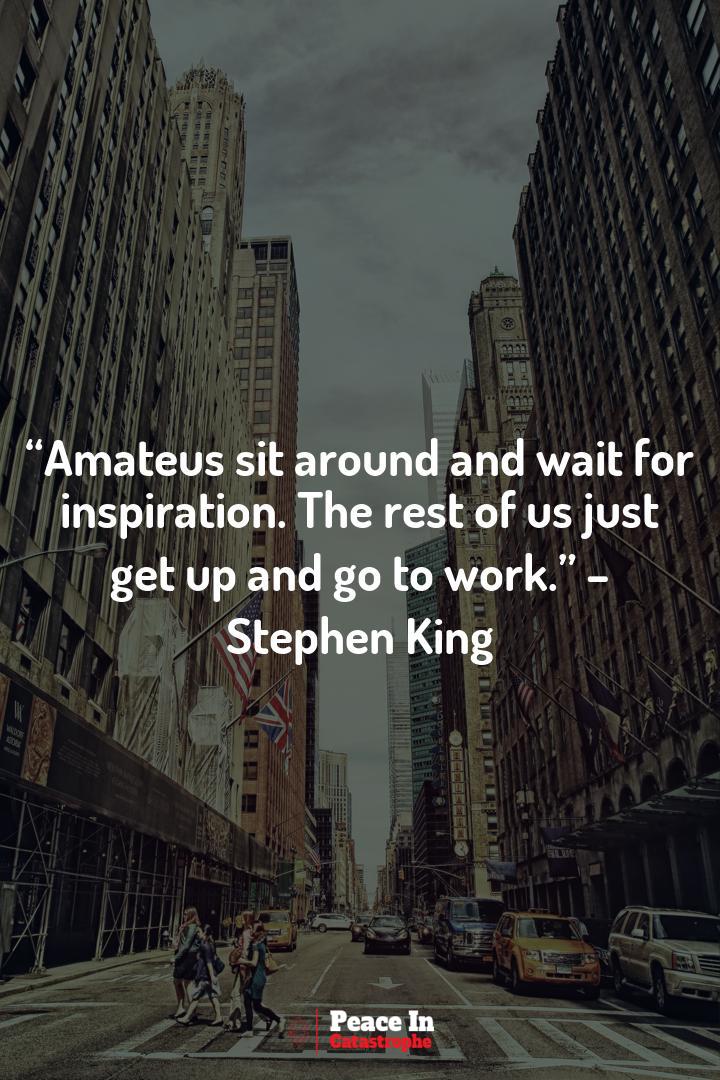 “Amateus sit around and wait for
inspiration. The rest of us just
get up and go to work.” –
Stephen King
Peace In
Catastrophe